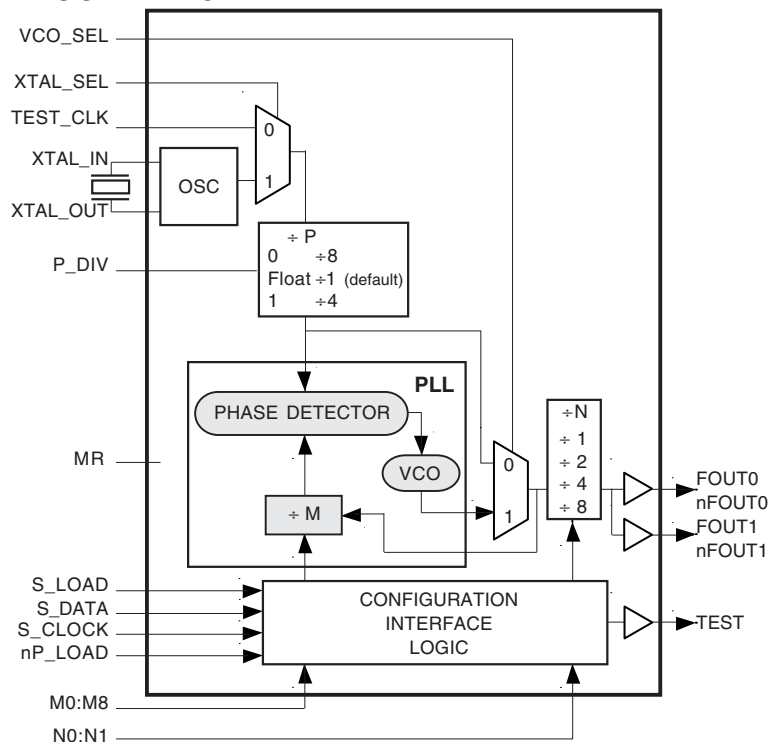 VCO_SEL
XTAL_SEL
TEST_CLK
0
XTAL_IN
OSC
1
XTAL_OUT
÷ P
0 ÷8
P_DIV
Float ÷1 (default)
1 ÷4
PLL
÷N
PHASE DETECTOR
÷ 1
÷ 2
÷ 4
÷ 8
MR
VCO
0
1
FOUT0
nFOUT0
FOUT1
nFOUT1
÷ M
S_LOAD
S_DATA
S_CLOCK
nP_LOAD
CONFIGURATION
INTERFACE
LOGIC
TEST
M0:M8
N0:N1